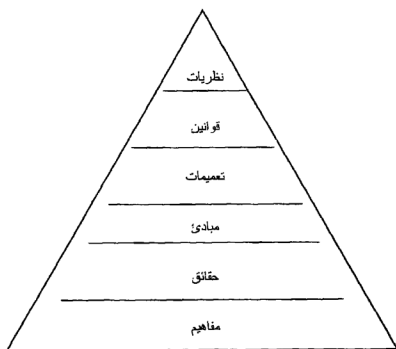 نظريات
قوانين
تعميمات
مبادئ
حقائق
مفاهيم